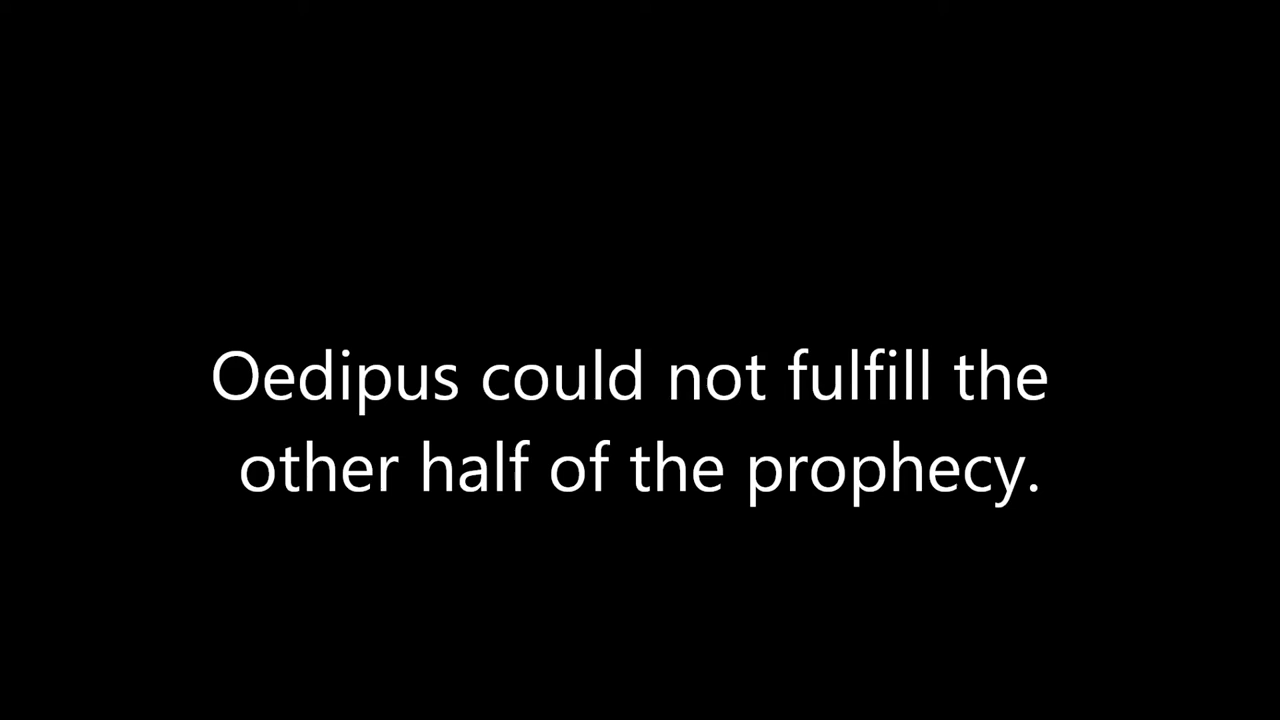 Oedipus could not fulfill the
other half of the prophecy.